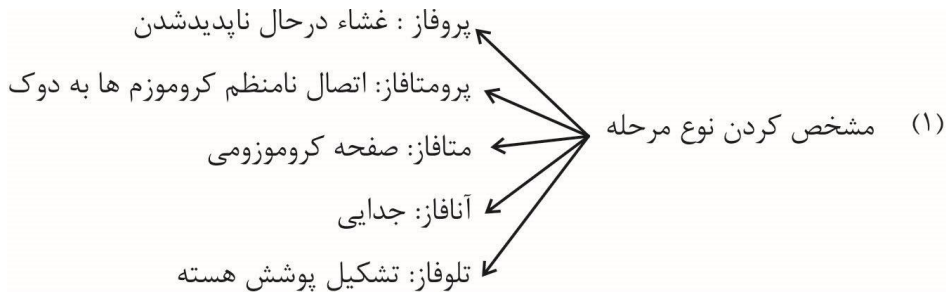 (۱) مشخص کردن نوع مرحله
پروفاز : غشاء درحال ناپدیدشدن
پرومتافاز: اتصال نامنظم کروموزم ها به دوک
متافاز: صفحه کروموزومی
آنافاز: جدایی
تلوفاز: تشکیل پوشش هسته